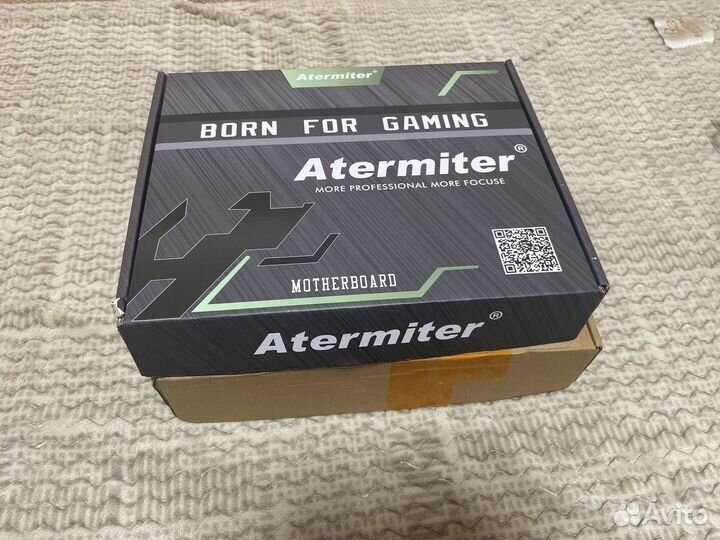 Atermiter®
BORN FOR GAMING
Atermiter®
MORE PROFESSIONAL MORE FOCUSE
MOTHERBOARD
Atermiter®
Avito